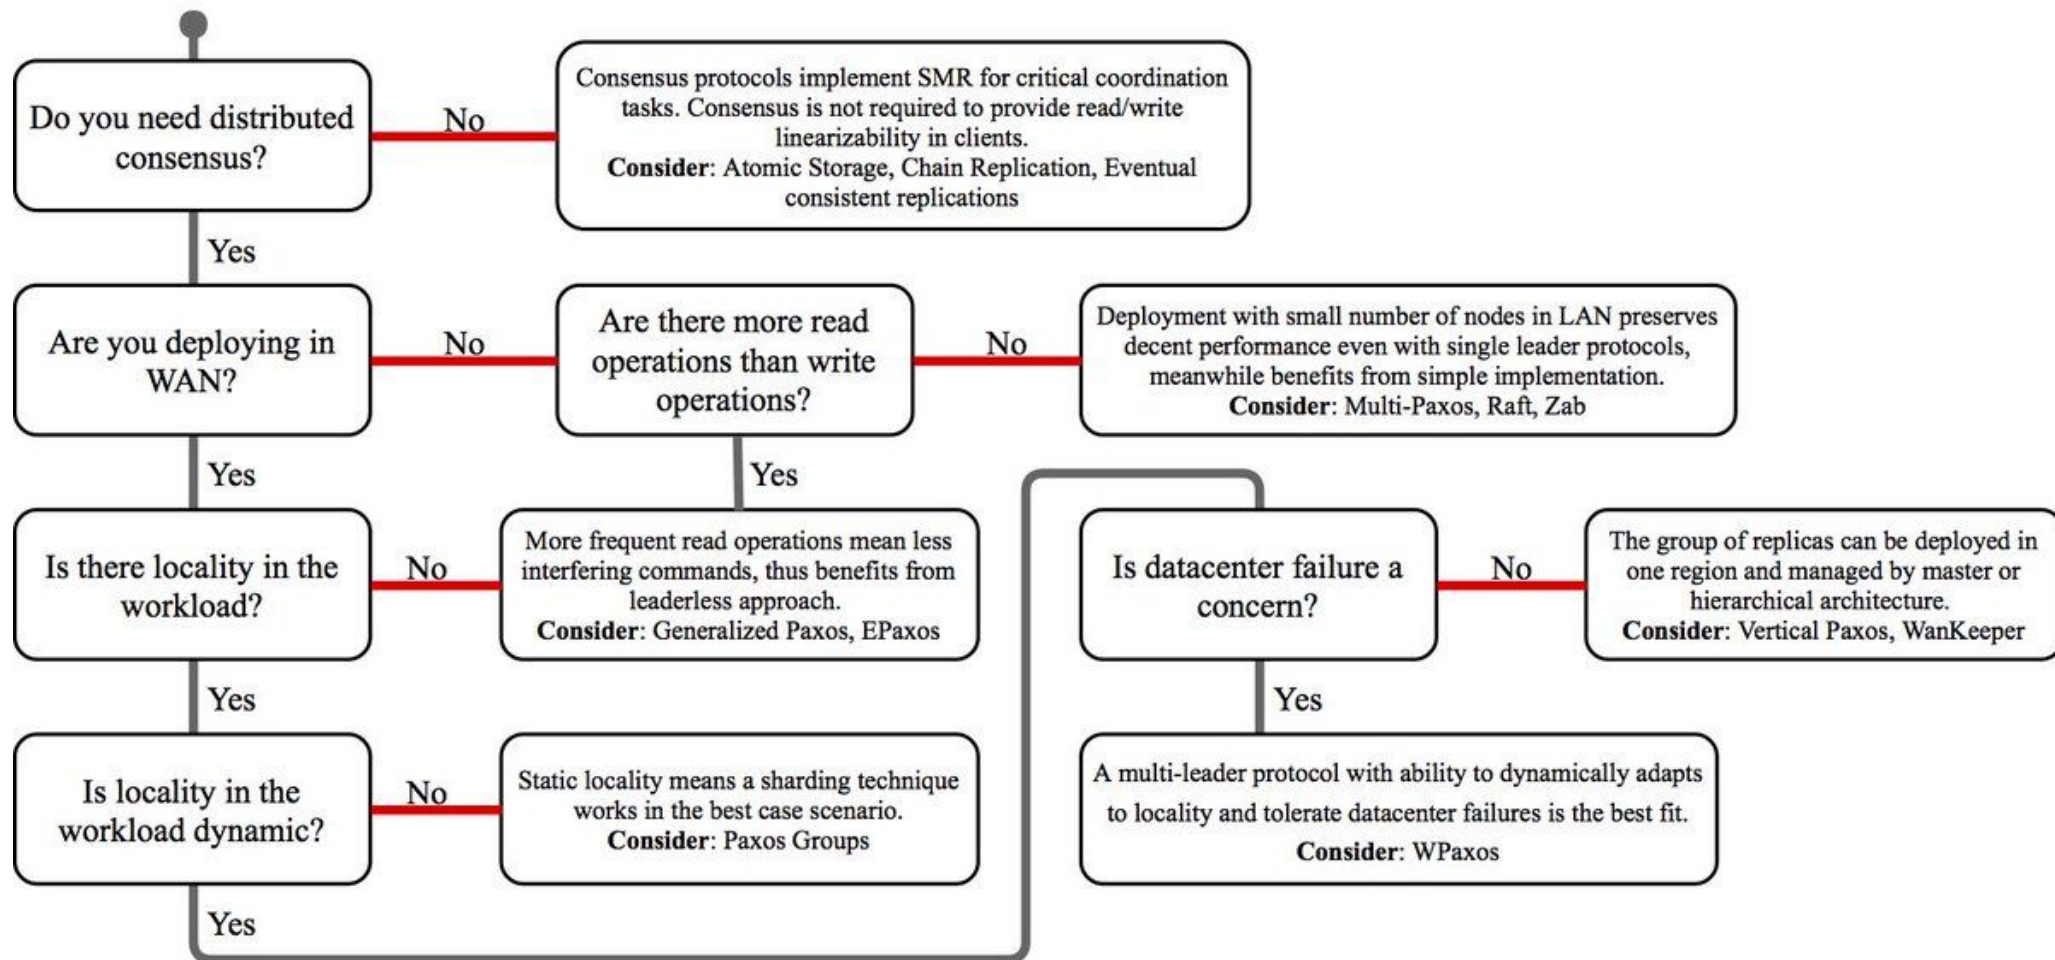 Do you need distributed
consensus?
No
Consensus protocols implement SMR for critical coordination
tasks. Consensus is not required to provide read/write
linearizability in clients.
Consider: Atomic Storage, Chain Replication, Eventual
consistent replications
Yes
Are you deploying in
WAN?
No
Are there more read
operations than write
operations?
No
Deployment with small number of nodes in LAN preserves
decent performance even with single leader protocols,
meanwhile benefits from simple implementation.
Consider: Multi-Paxos, Raft, Zab
Yes
Yes
Is there locality in the
workload?
No
More frequent read operations mean less
interfering commands, thus benefits from
leaderless approach.
Consider: Generalized Paxos, EPaxos
Is datacenter failure a
concern?
No
The group of replicas can be deployed in
one region and managed by master or
hierarchical architecture.
Consider: Vertical Paxos, WanKeeper
Yes
Yes
Is locality in the
workload dynamic?
No
Static locality means a sharding technique
works in the best case scenario.
Consider: Paxos Groups
A multi-leader protocol with ability to dynamically adapts
to locality and tolerate datacenter failures is the best fit.
Consider: WPaxos
Yes